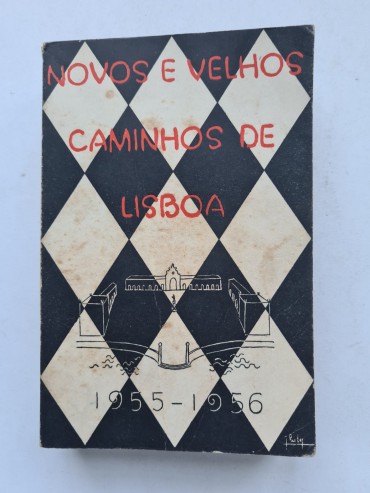 NOVOS E VELHOS
CAMINHOS DE
LISBOA
1955-1956